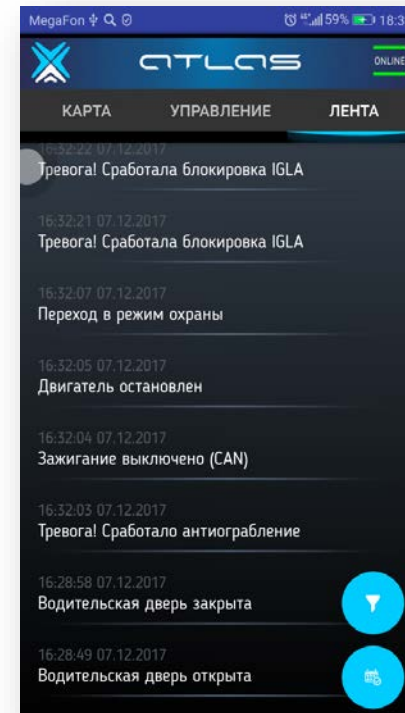 MegaFon 59% 18:3
ATLAS
ONLINE
КАРТА УПРАВЛЕНИЕ ЛЕНТА
16:32:22 07.12.2017
Тревога! Сработала блокировка IGLA
16:32:21 07.12.2017
Тревога! Сработала блокировка IGLA
16:32:07 07.12.2017
Переход в режим охраны
16:32:05 07.12.2017
Двигатель остановлен
16:32:04 07.12.2017
Зажигание выключено (CAN)
16:32:03 07.12.2017
Тревога! Сработало антиограбление
16:28:58 07.12.2017
Водительская дверь закрыта
16:28:49 07.12.2017
Водительская дверь открыта